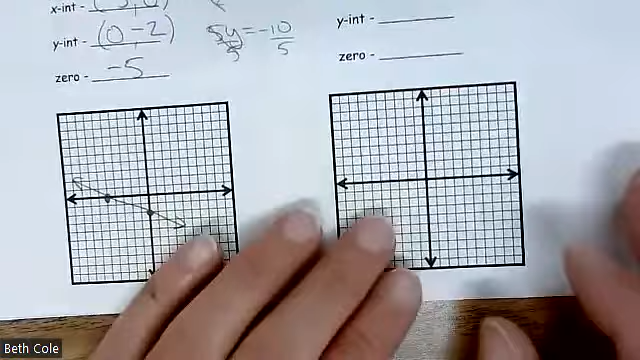 x-int -
y-int - (0 -2)
5y = -10
5 5
zero - -5
y-int -
zero -
Beth Cole